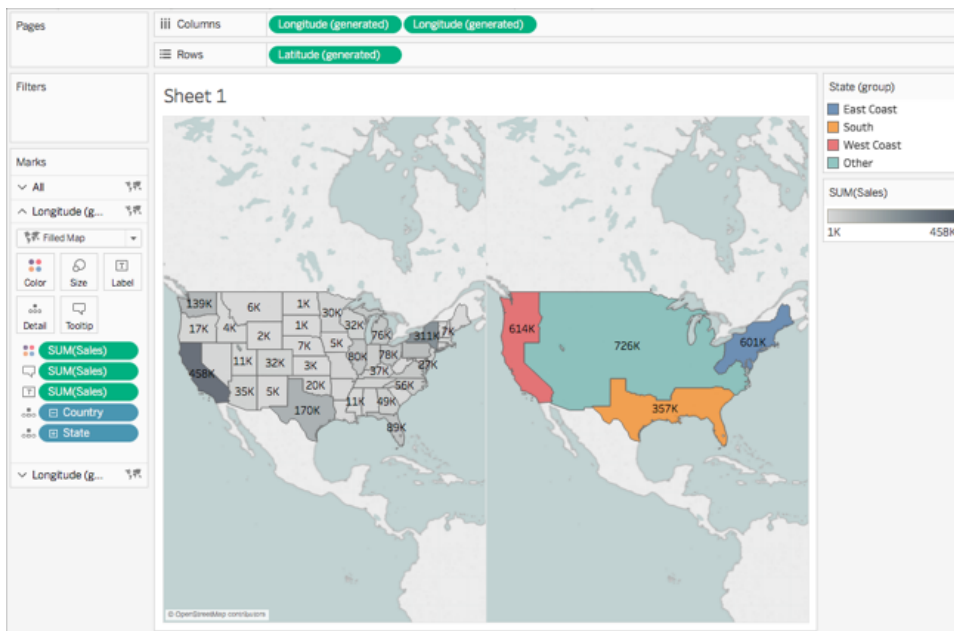 Pages
Columns
Longitude (generated) Longitude (generated)
Rows
Latitude (generated)
Filters
Marks
All
Longitude (g...
Filled Map
Color Size Label
Detail Tooltip
SUM(Sales)
SUM(Sales)
SUM(Sales)
Country
State
Longitude (g...
Sheet 1
139K 6K 1K 30K
17K 4K 1K 32K 76K 311K 7K
2K 7K 5K
458K 11K 32K 3K 80K 78K 27K
37K
35K 5K 20K 56K
170K 11K 49K
89K
614K 726K 601K
357K
© OpenStreetMap contributors
State (group)
East Coast
South
West Coast
Other
SUM(Sales)
1K 458K